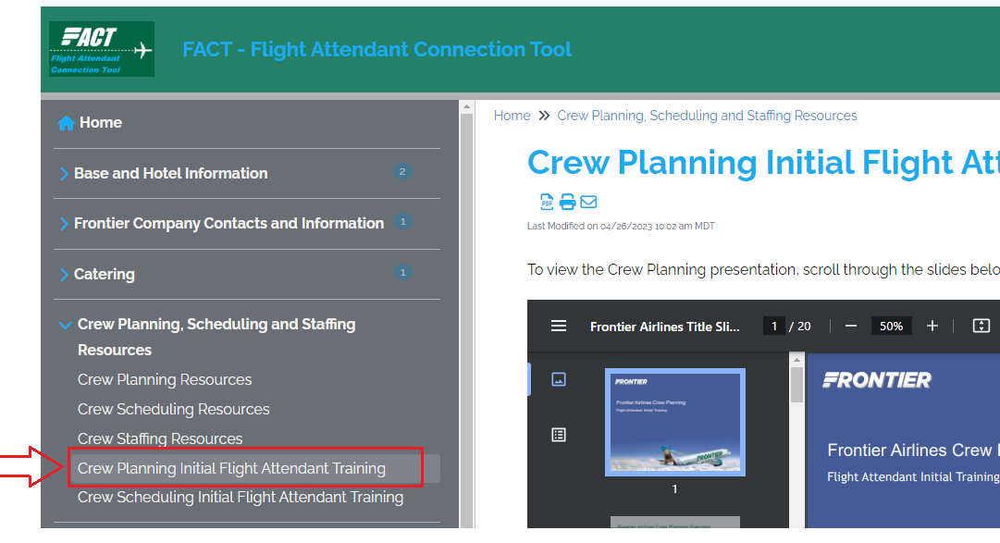 FACT
Flight Attendant
Connection Tool
FACT - Flight Attendant Connection Tool
Home
Base and Hotel Information 2
Frontier Company Contacts and Information 1
Catering 1
Crew Planning, Scheduling and Staffing
Resources
Crew Planning Resources
Crew Scheduling Resources
Crew Staffing Resources
Crew Planning Initial Flight Attendant Training
Crew Scheduling Initial Flight Attendant Training
Home » Crew Planning, Scheduling and Staffing Resources
Crew Planning Initial Flight Att
PDF
Last Modified on 04/26/2023 10:02 am MDT
To view the Crew Planning presentation, scroll through the slides belo
Frontier Airlines Title Sli... 1 / 20 50%
FRONTIER
Frontier Airlines Crew Planning
Flight Attendant Initial Training
FRONTIER
1
FRONTIER
Frontier Airlines Crew
Flight Attendant Initial Training